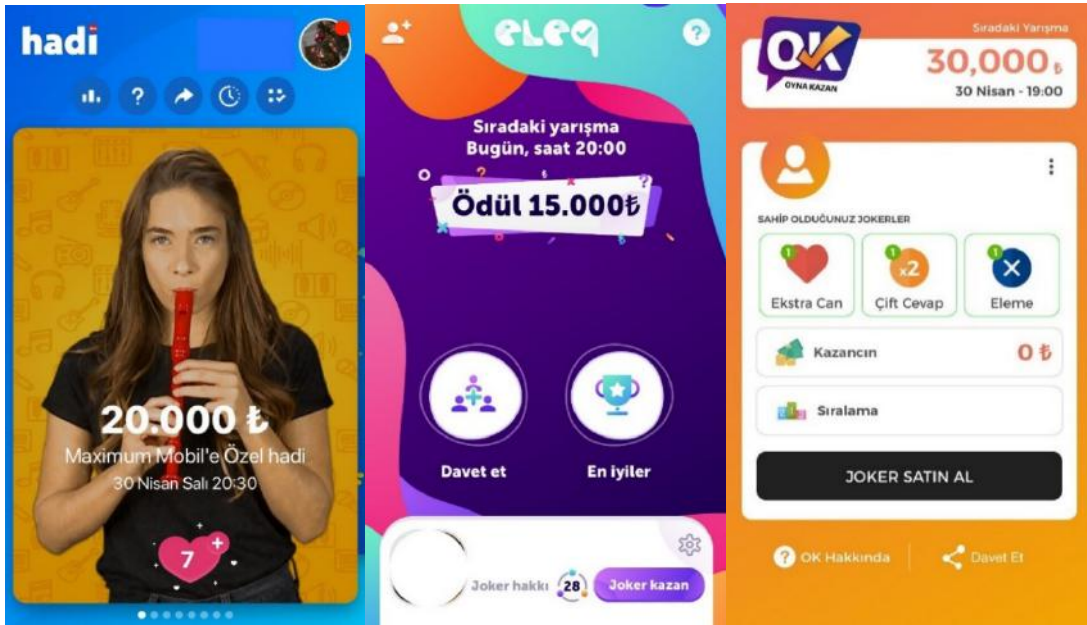 hadi
?
20.000 ₺
Maximum Mobil'e Özel hadi
30 Nisan Salı 20:30
7
+
eLeq
?
Sıradaki yarışma
Bugün, saat 20:00
Ödül 15.000₺
Davet et
En iyiler
Joker hakkı
28
Joker kazan
OK
OYNA KAZAN
Sıradaki Yarışma
30,000 ₺
30 Nisan - 19:00
SAHİP OLDUĞUNUZ JOKERLER
1
Ekstra Can
1
x2
Çift Cevap
1
Eleme
Kazancın
0 ₺
Sıralama
JOKER SATIN AL
? OK Hakkında
Davet Et